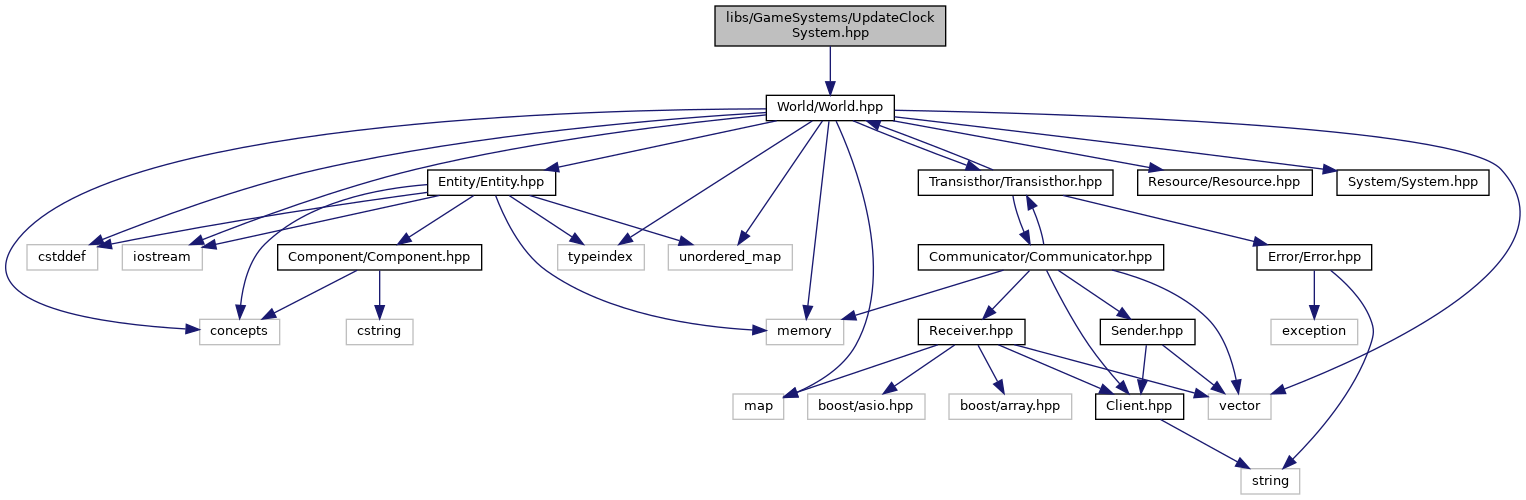 libs/GameSystems/UpdateClock
System.hpp
World/World.hpp
Entity/Entity.hpp
Transisthor/Transisthor.hpp
Resource/Resource.hpp
System/System.hpp
cstddef
iostream
Component/Component.hpp
typeindex
unordered_map
Communicator/Communicator.hpp
Error/Error.hpp
concepts
cstring
memory
Receiver.hpp
Sender.hpp
exception
map
boost/asio.hpp
boost/array.hpp
Client.hpp
vector
string